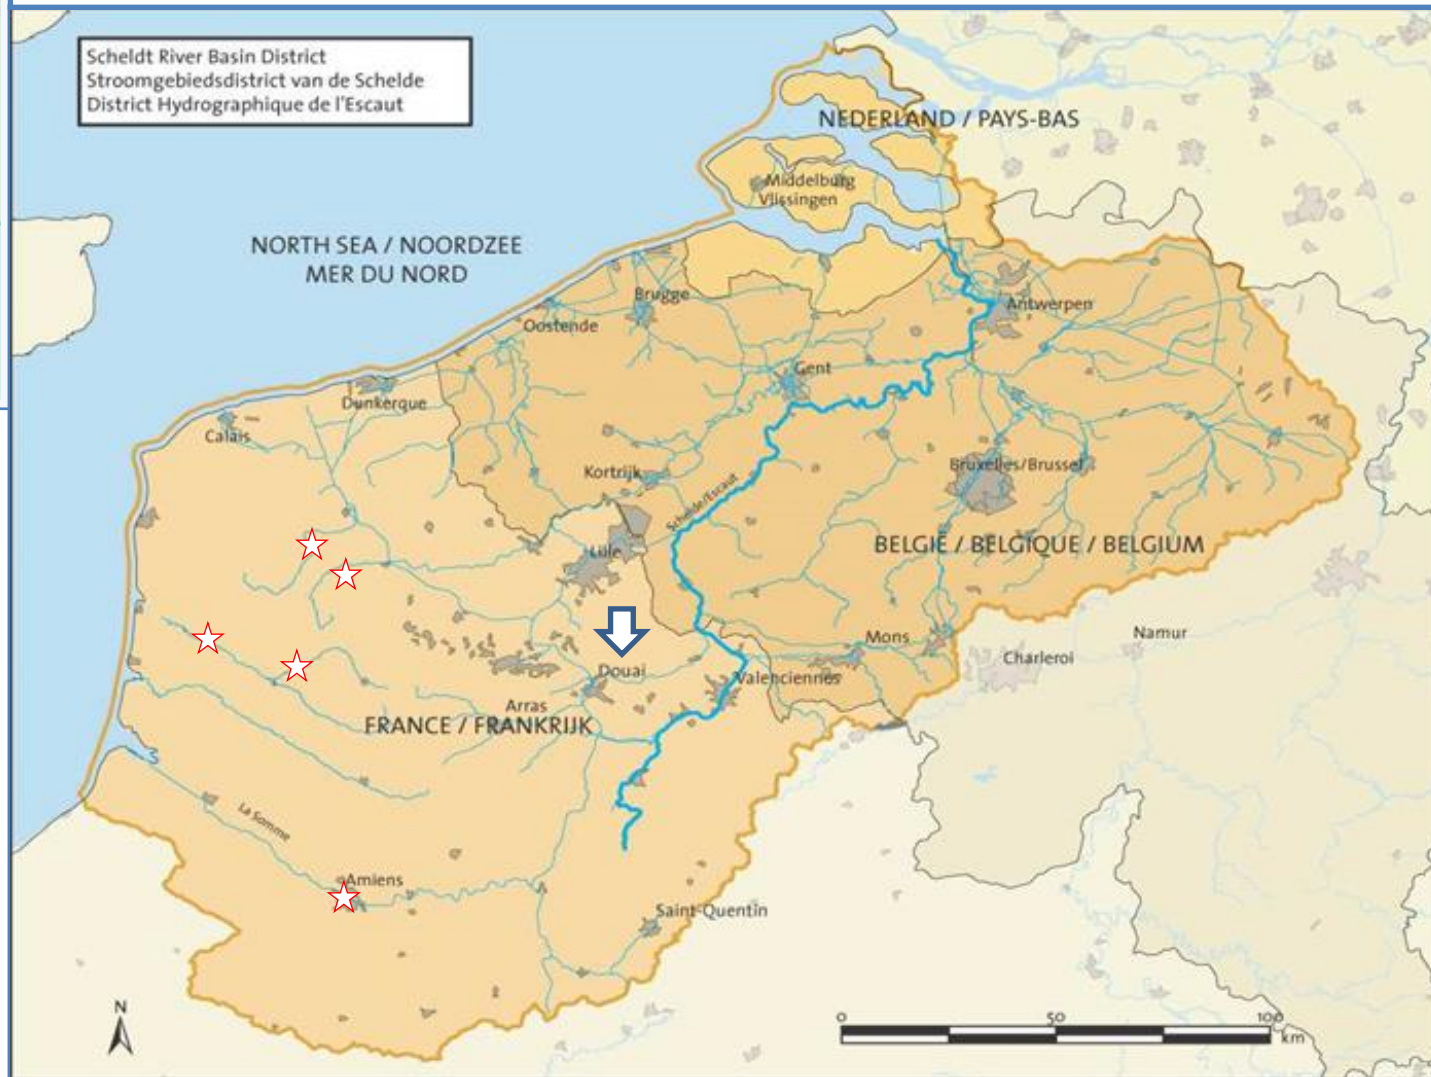 Scheldt River Basin District
Stroomgebiedsdistrict van de Schelde
District Hydrographique de l'Escaut
NEDERLAND / PAYS-BAS
Middelburg
Vlissingen
NORTH SEA / NOORDZEE
MER DU NORD
Brugge
Antwerpen
Oostende
Gent
Dunkerque
Calais
Kortrijk
Bruxelles/Brussel
Schelde/Escaut
Lille
BELGIË / BELGIQUE / BELGIUM
Mons
Namur
Charleroi
Douai
Valenciennes
Arras
FRANCE / FRANKRIJK
La Somme
Amiens
Saint-Quentin
N
0 50 100
km